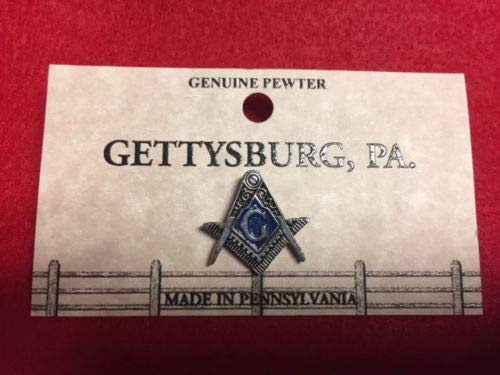 GENUINE PEWTER
GETTYSBURG, PA.
G
MADE IN PENNSYLVANIA